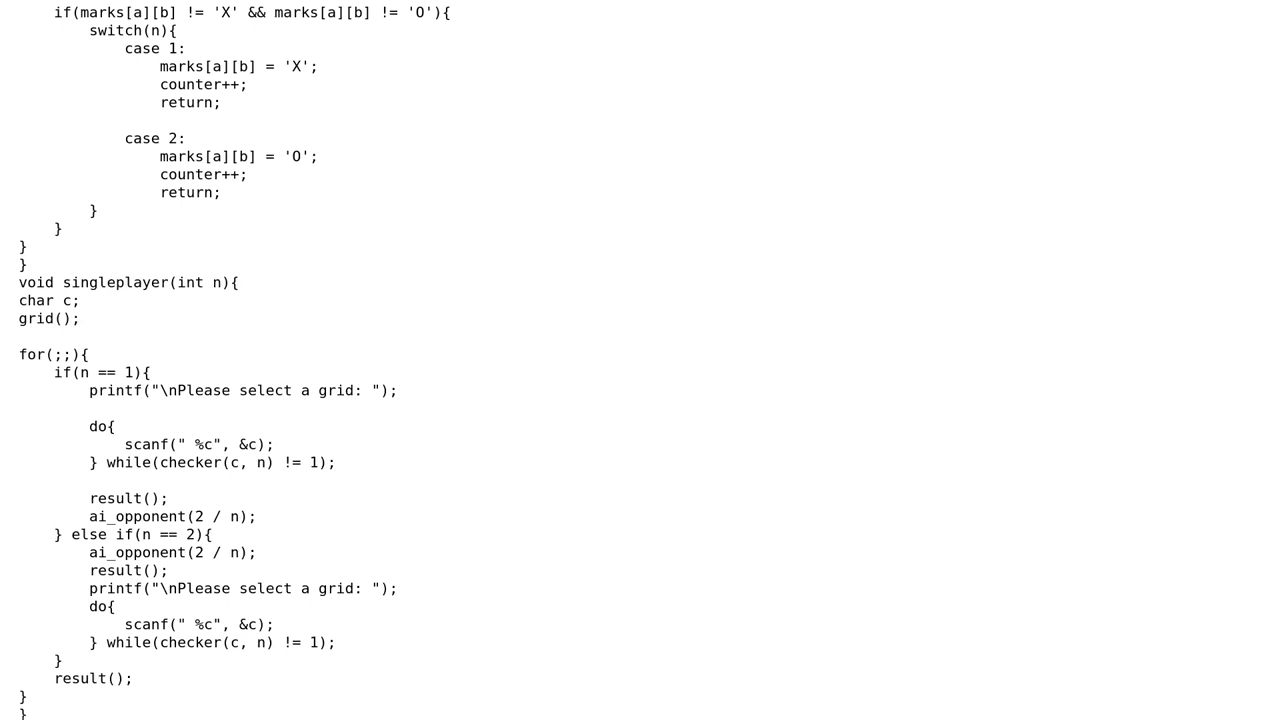 if(marks[a][b] != 'X' && marks[a][b] != 'O'){
        switch(n){
            case 1:
                marks[a][b] = 'X';
                counter++;
                return;

            case 2:
                marks[a][b] = 'O';
                counter++;
                return;
        }
    }
}
}
void singleplayer(int n){
char c;
grid();

for(;;){
    if(n == 1){
        printf("\nPlease select a grid: ");

        do{
            scanf(" %c", &c);
        } while(checker(c, n) != 1);

        result();
        ai_opponent(2 / n);
    } else if(n == 2){
        ai_opponent(2 / n);
        result();
        printf("\nPlease select a grid: ");
        do{
            scanf(" %c", &c);
        } while(checker(c, n) != 1);
    }
    result();
}
}